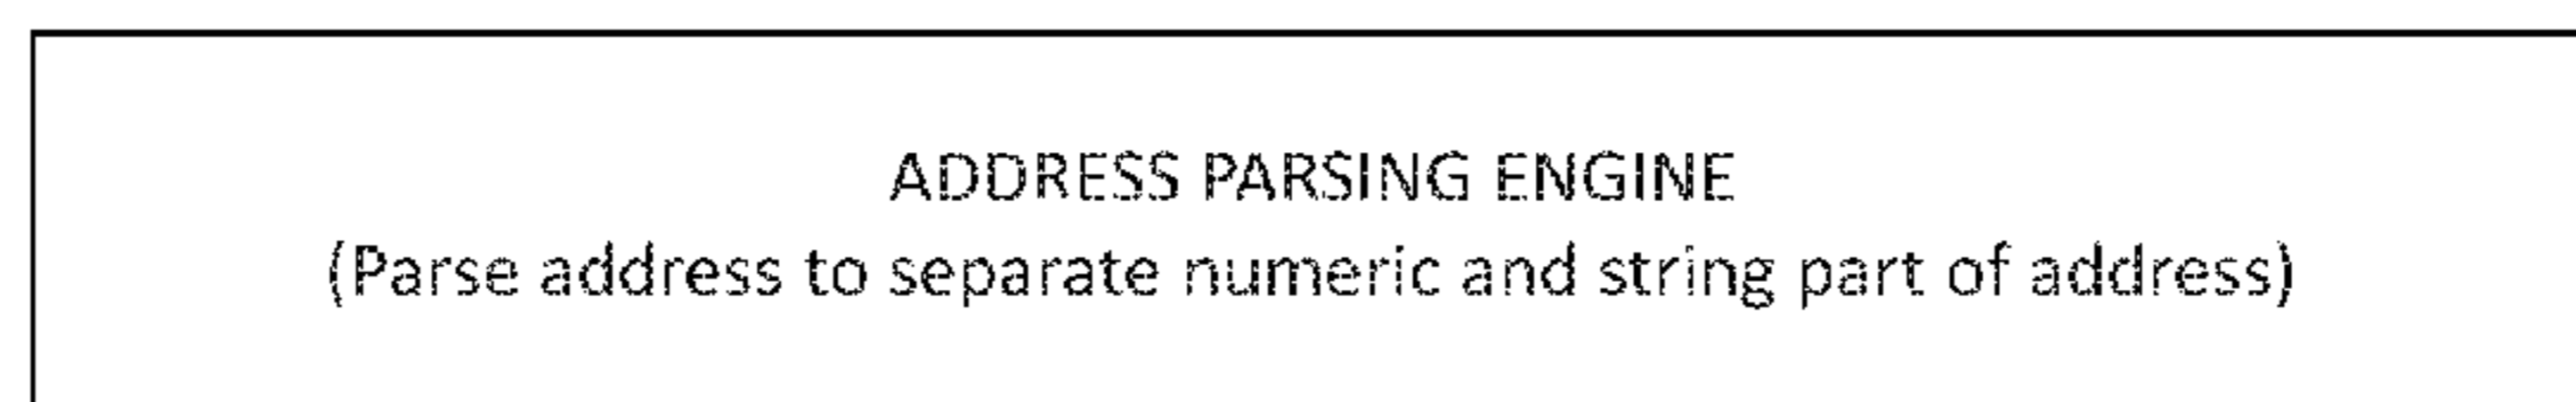 ADDRESS PARSING ENGINE
(Parse address to separate numeric and string part of address)